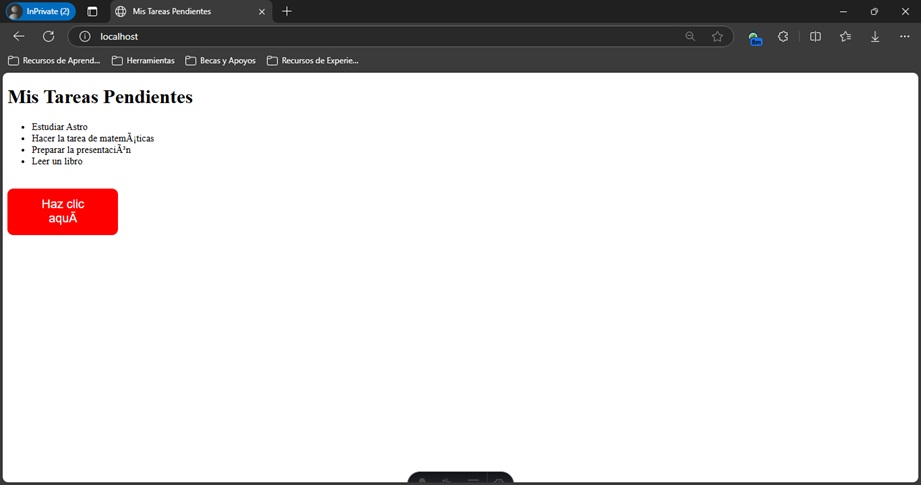 InPrivate (2)
Mis Tareas Pendientes
localhost
Recursos de Aprend...
Herramientas
Becas y Apoyos
Recursos de Experie...
Mis Tareas Pendientes
Estudiar Astro
Hacer la tarea de matemÃ¡ticas
Preparar la presentaciÃ³n
Leer un libro
Haz clic
aquÃ